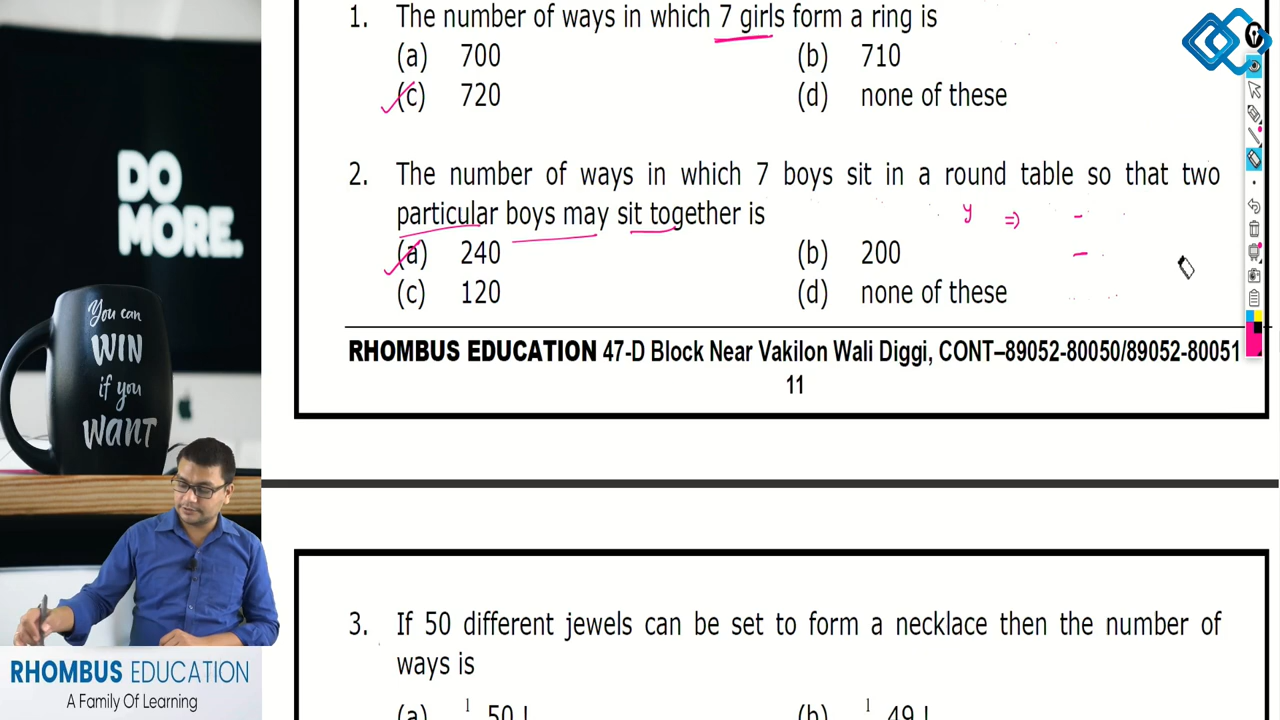 1. The number of ways in which 7 girls form a ring is
(a) 700 (b) 710
(c) 720 (d) none of these
2. The number of ways in which 7 boys sit in a round table so that two
particular boys may sit together is
y ⇒ -
(a) 240 (b) 200 -
(c) 120 (d) none of these
RHOMBUS EDUCATION 47-D Block Near Vakilon Wali Diggi, CONT–89052-80050/89052-80051
11
3. If 50 different jewels can be set to form a necklace then the number of
ways is
(a) 1 50 ! (b) 1 49 !
DO
MORE.
You can
WIN
if you
WANT
RHOMBUS EDUCATION
A Family Of Learning